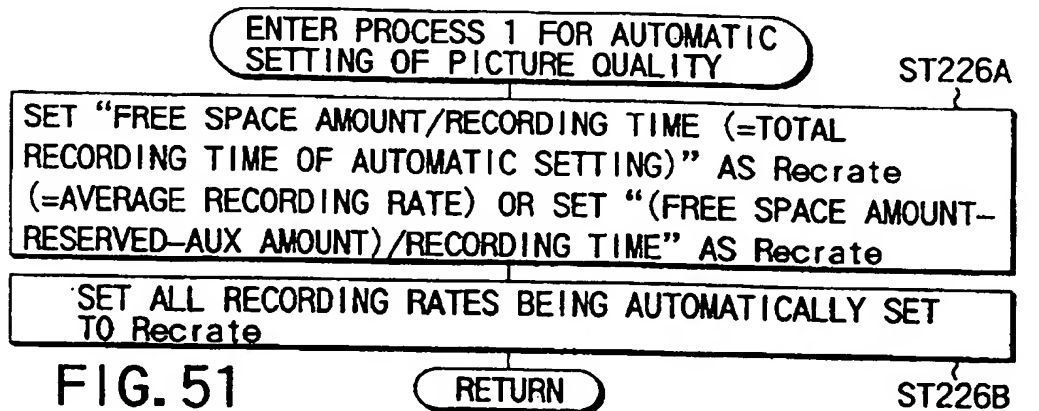 ENTER PROCESS 1 FOR AUTOMATIC
SETTING OF PICTURE QUALITY
ST226A
SET "FREE SPACE AMOUNT/RECORDING TIME (=TOTAL
RECORDING TIME OF AUTOMATIC SETTING)" AS Recrate
(=AVERAGE RECORDING RATE) OR SET "(FREE SPACE AMOUNT–
RESERVED–AUX AMOUNT)/RECORDING TIME" AS Recrate
SET ALL RECORDING RATES BEING AUTOMATICALLY SET
TO Recrate
FIG. 51
RETURN
ST226B